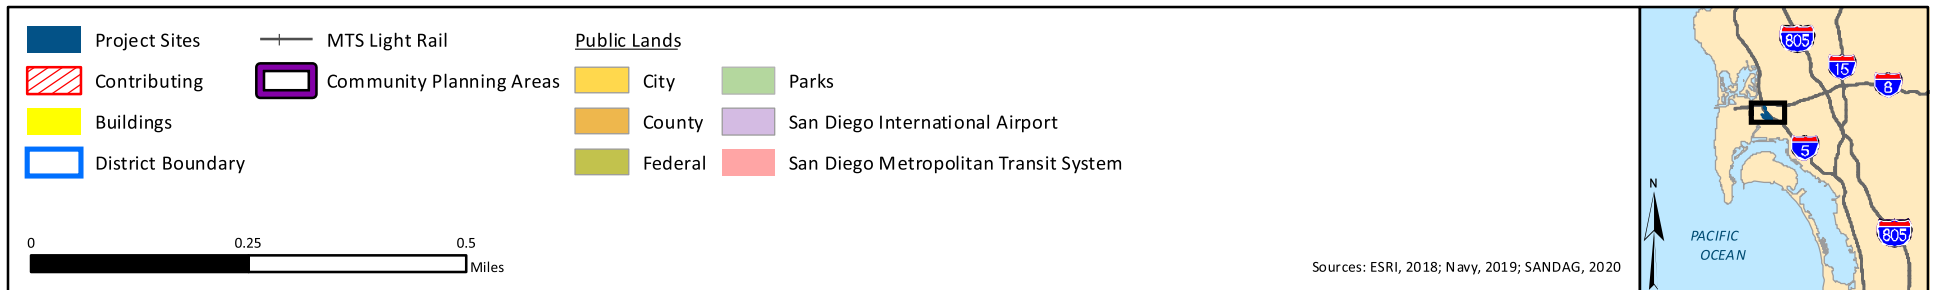 Project Sites
Contributing
Buildings
District Boundary
MTS Light Rail
Community Planning Areas
Public Lands
City
County
Federal
Parks
San Diego International Airport
San Diego Metropolitan Transit System
0 0.25 0.5
Miles
Sources: ESRI, 2018; Navy, 2019; SANDAG, 2020
805
15
8
5
805
N
PACIFIC
OCEAN